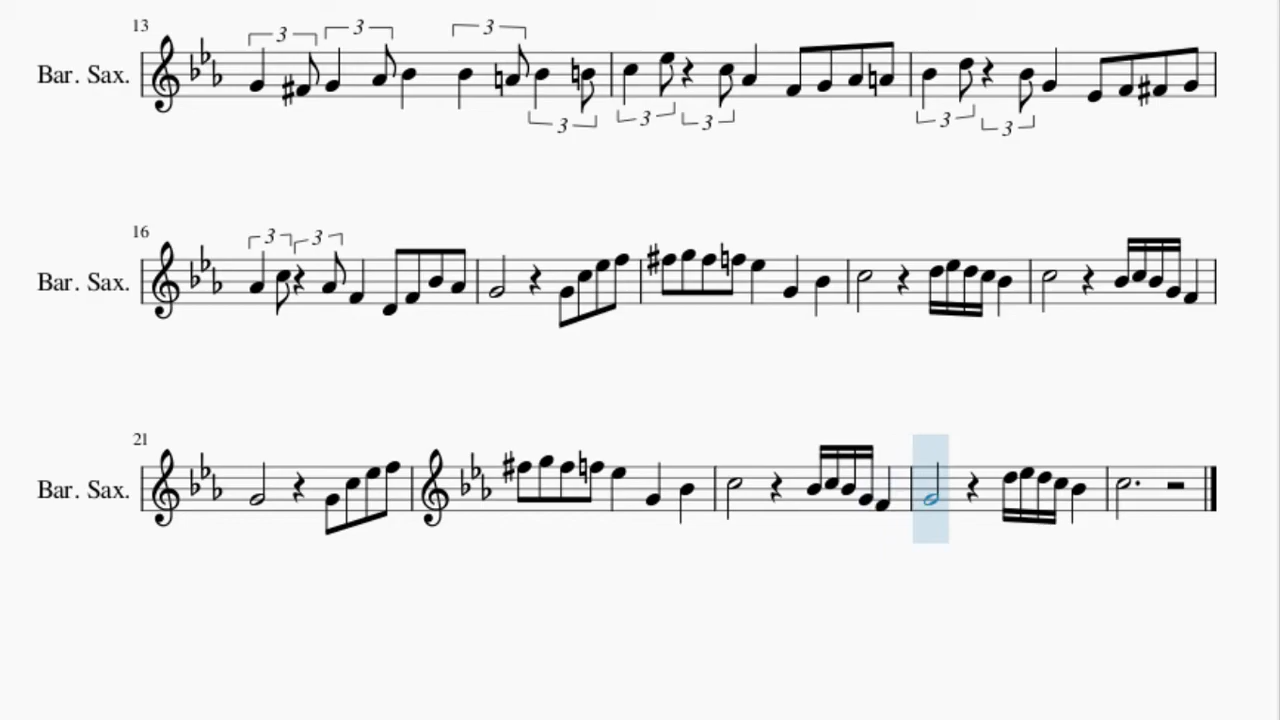 13
3 3 3
Bar. Sax.
3 3 3 3 3
16
3 3
Bar. Sax.
21
Bar. Sax.